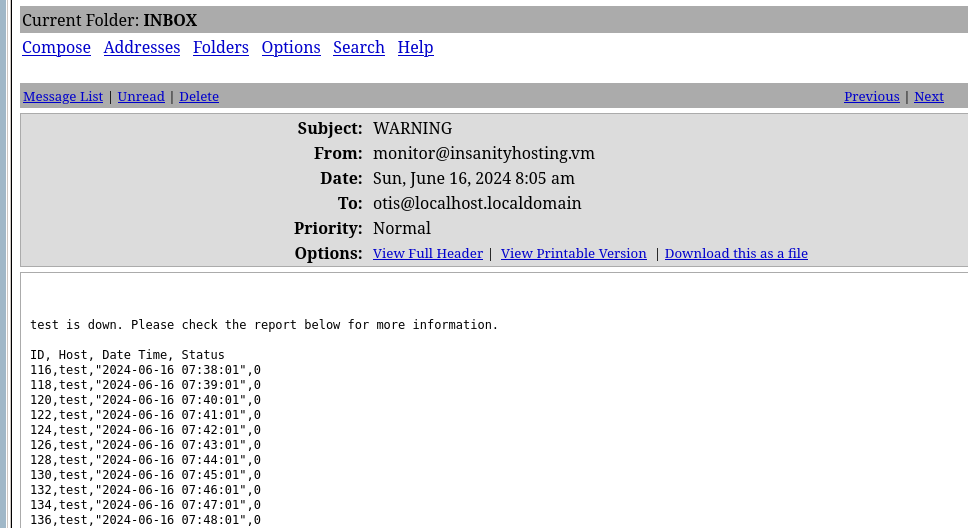 Current Folder: INBOX
Compose Addresses Folders Options Search Help
Message List | Unread | Delete Previous | Next
Subject: WARNING
From: monitor@insanityhosting.vm
Date: Sun, June 16, 2024 8:05 am
To: otis@localhost.localdomain
Priority: Normal
Options: View Full Header | View Printable Version | Download this as a file
test is down. Please check the report below for more information.
ID, Host, Date Time, Status
116,test,"2024-06-16 07:38:01",0
118,test,"2024-06-16 07:39:01",0
120,test,"2024-06-16 07:40:01",0
122,test,"2024-06-16 07:41:01",0
124,test,"2024-06-16 07:42:01",0
126,test,"2024-06-16 07:43:01",0
128,test,"2024-06-16 07:44:01",0
130,test,"2024-06-16 07:45:01",0
132,test,"2024-06-16 07:46:01",0
134,test,"2024-06-16 07:47:01",0
136,test,"2024-06-16 07:48:01",0